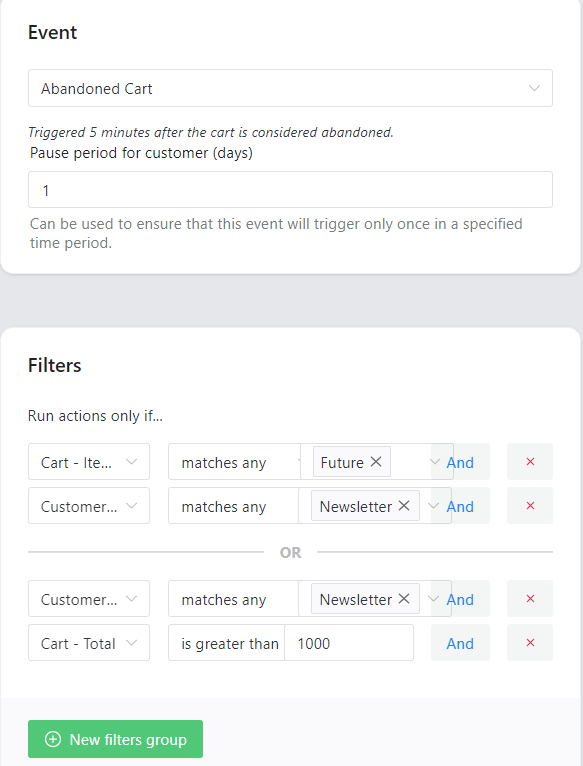 Event
Abandoned Cart
Triggered 5 minutes after the cart is considered abandoned.
Pause period for customer (days)
1
Can be used to ensure that this event will trigger only once in a specified
time period.
Filters
Run actions only if...
Cart - Ite... matches any Future And
Customer... matches any Newsletter And
OR
Customer... matches any Newsletter And
Cart - Total is greater than 1000 And
New filters group